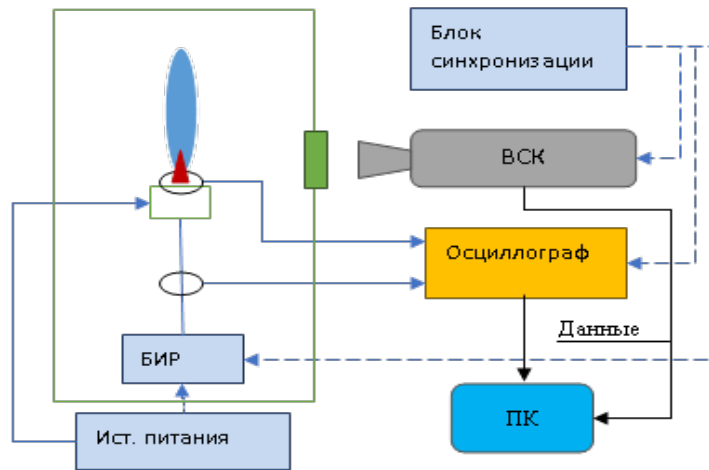 Блок
синхронизации
ВСК
Осциллограф
Данные
БИР
ПК
Ист. питания